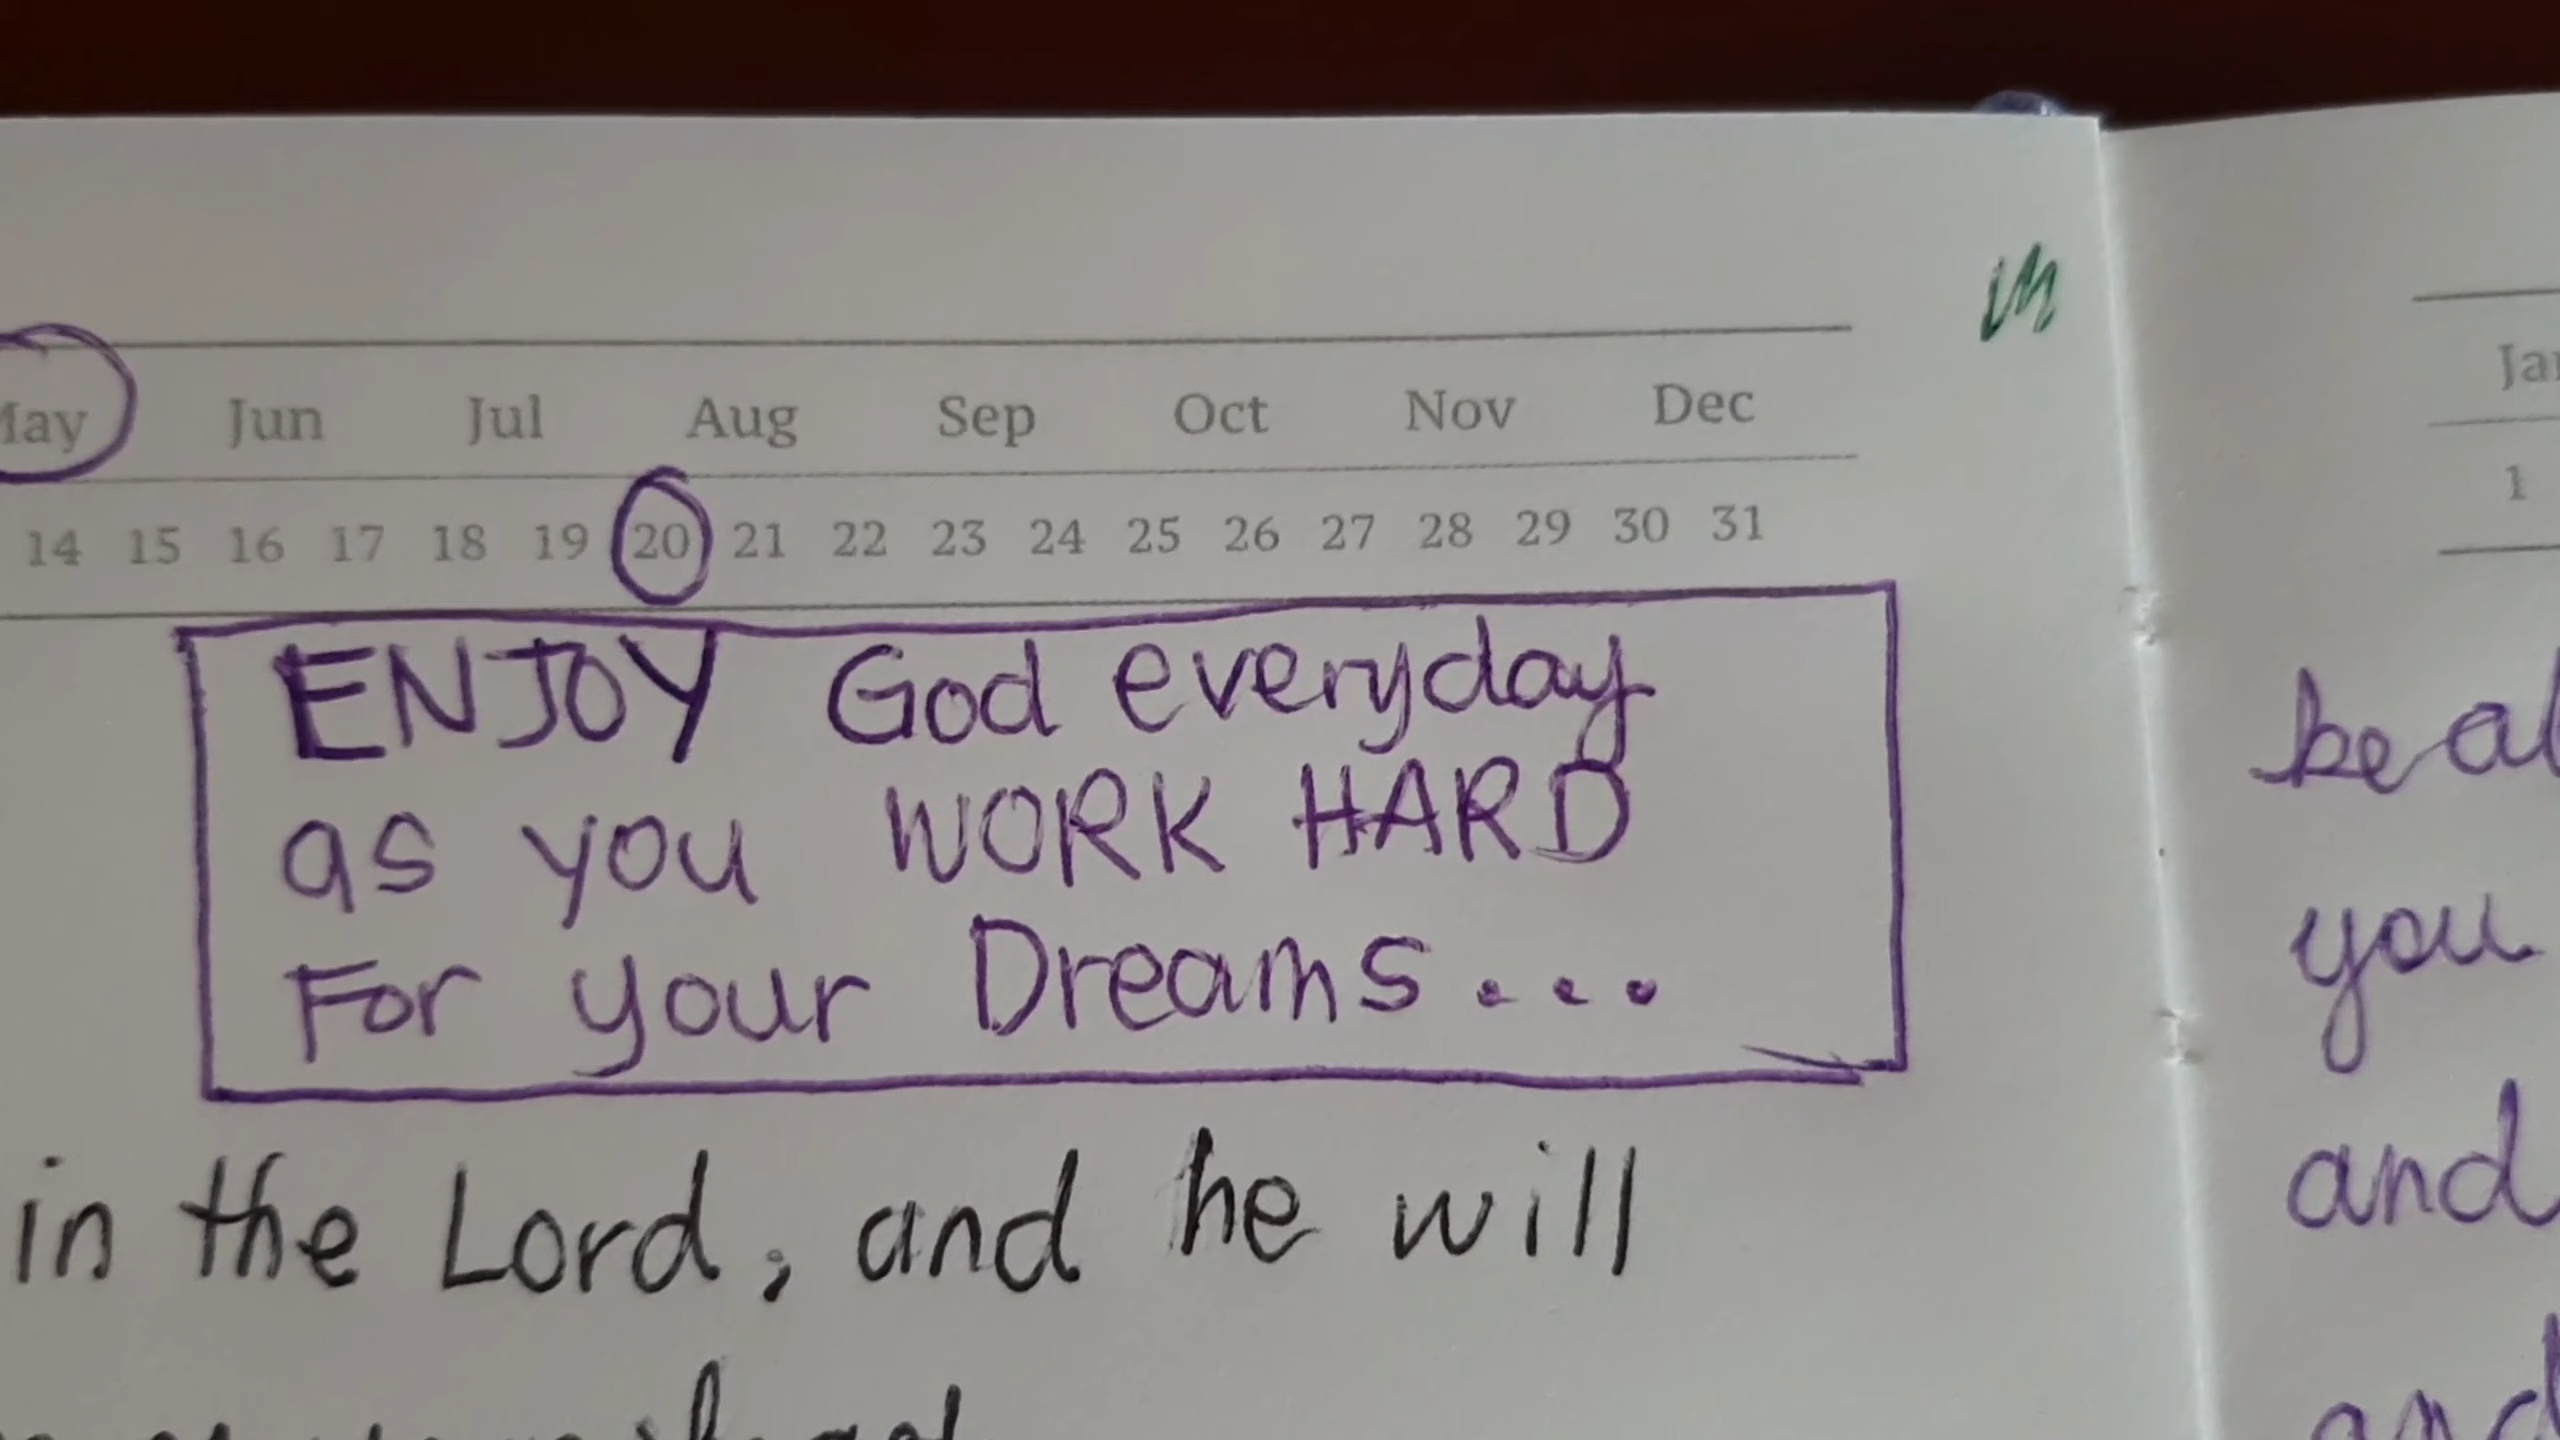 May Jun Jul Aug Sep Oct Nov Dec
14 15 16 17 18 19 20 21 22 23 24 25 26 27 28 29 30 31
ENJOY God everyday
as you WORK HARD
For your Dreams...
in the Lord, and he will
1
you
and
and